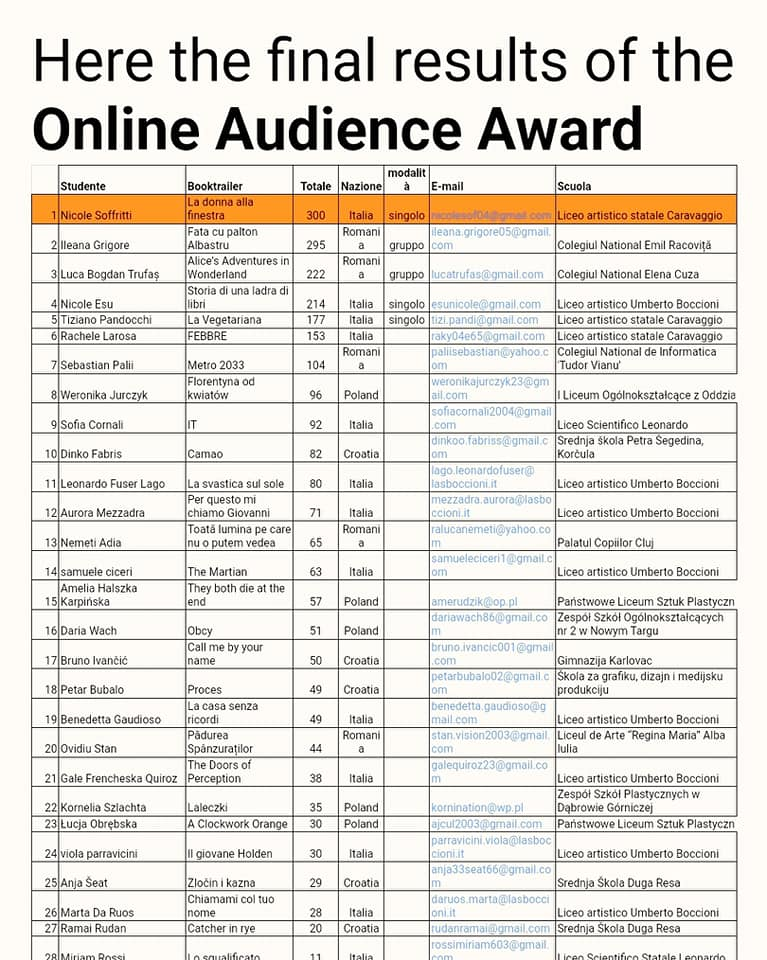 Here the final results of the
Online Audience Award
modalit
Studente Booktrailer Totale Nazione à E-mail Scuola
La donna alla
1 Nicole Soffritti finestra 300 Italia singolo nicolesof04@gmail.com Liceo artistico statale Caravaggio
Fata cu palton Romani ileana.grigore05@gmail.
2 Ileana Grigore Albastru 295 a gruppo com Colegiul National Emil Racoviță
Alice's Adventures in Romani
3 Luca Bogdan Trufaș Wonderland 222 a gruppo lucatrufas@gmail.com Colegiul National Elena Cuza
Storia di una ladra di
4 Nicole Esu libri 214 Italia singolo esunicole@gmail.com Liceo artistico Umberto Boccioni
5 Tiziano Pandocchi La Vegetariana 177 Italia singolo tizi.pandi@gmail.com Liceo artistico statale Caravaggio
6 Rachele Larosa FEBBRE 153 Italia raky04e65@gmail.com Liceo artistico statale Caravaggio
Romani paliisebastian@yahoo.c Colegiul National de Informatica
7 Sebastian Palii Metro 2033 104 a om 'Tudor Vianu'
Florentyna od weronikajurczyk23@gm
8 Weronika Jurczyk kwiatów 96 Poland ail.com I Liceum Ogólnokształcące z Oddzia
sofiacornali2004@gmail
9 Sofia Cornali IT 92 Italia .com Liceo Scientifico Leonardo
dinkoo.fabriss@gmail.c Srednja škola Petra Šegedina,
10 Dinko Fabris Camao 82 Croatia om Korčula
lago.leonardofuser@
11 Leonardo Fuser Lago La svastica sul sole 80 Italia lasboccioni.it Liceo artistico Umberto Boccioni
Per questo mi mezzadra.aurora@lasbo
12 Aurora Mezzadra chiamo Giovanni 71 Italia ccioni.it Liceo artistico Umberto Boccioni
Toată lumina pe care Romani ralucanemeti@yahoo.co
13 Nemeti Adia nu o putem vedea 65 a m Palatul Copiilor Cluj
samueleciceri1@gmail.c
14 samuele ciceri The Martian 63 Italia om Liceo artistico Umberto Boccioni
Amelia Halszka They both die at the
15 Karpińska end 57 Poland amerudzik@op.pl Państwowe Liceum Sztuk Plastyczn
dariawach86@gmail.co Zespół Szkół Ogólnokształcących
16 Daria Wach Obcy 51 Poland m nr 2 w Nowym Targu
Call me by your bruno.ivancic001@gmail
17 Bruno Ivančić name 50 Croatia .com Gimnazija Karlovac
petarbubalo02@gmail.c Škola za grafiku, dizajn i medijsku
18 Petar Bubalo Proces 49 Croatia om produkciju
La casa senza benedetta.gaudioso@g
19 Benedetta Gaudioso ricordi 49 Italia mail.com Liceo artistico Umberto Boccioni
Pădurea Romani stan.vision2003@gmail. Liceul de Arte "Regina Maria" Alba
20 Ovidiu Stan Spânzuraților 44 a com Iulia
The Doors of galequiroz23@gmail.co
21 Gale Frencheska Quiroz Perception 38 Italia m Liceo artistico Umberto Boccioni
Zespół Szkół Plastycznych w
22 Kornelia Szlachta Laleczki 35 Poland kornination@wp.pl Dąbrowie Górniczej
23 Łucja Obrębska A Clockwork Orange 30 Poland ajcul2003@gmail.com Państwowe Liceum Sztuk Plastyczn
parravicini.viola@lasboc
24 viola parravicini Il giovane Holden 30 Italia cioni.it Liceo artistico Umberto Boccioni
anja33seat66@gmail.co
25 Anja Šeat Zločin i kazna 29 Croatia m Srednja Škola Duga Resa
Chiamami col tuo daruos.marta@lasbocci
26 Marta Da Ruos nome 28 Italia oni.it Liceo artistico Umberto Boccioni
27 Ramai Rudan Catcher in rye 20 Croatia rudanramai@gmail.com Srednja Škola Duga Resa
rossimiriam603@gmail.
28 Miriam Rossi Lo squalificato 11 Italia com Liceo Scientifico Statale Leonardo